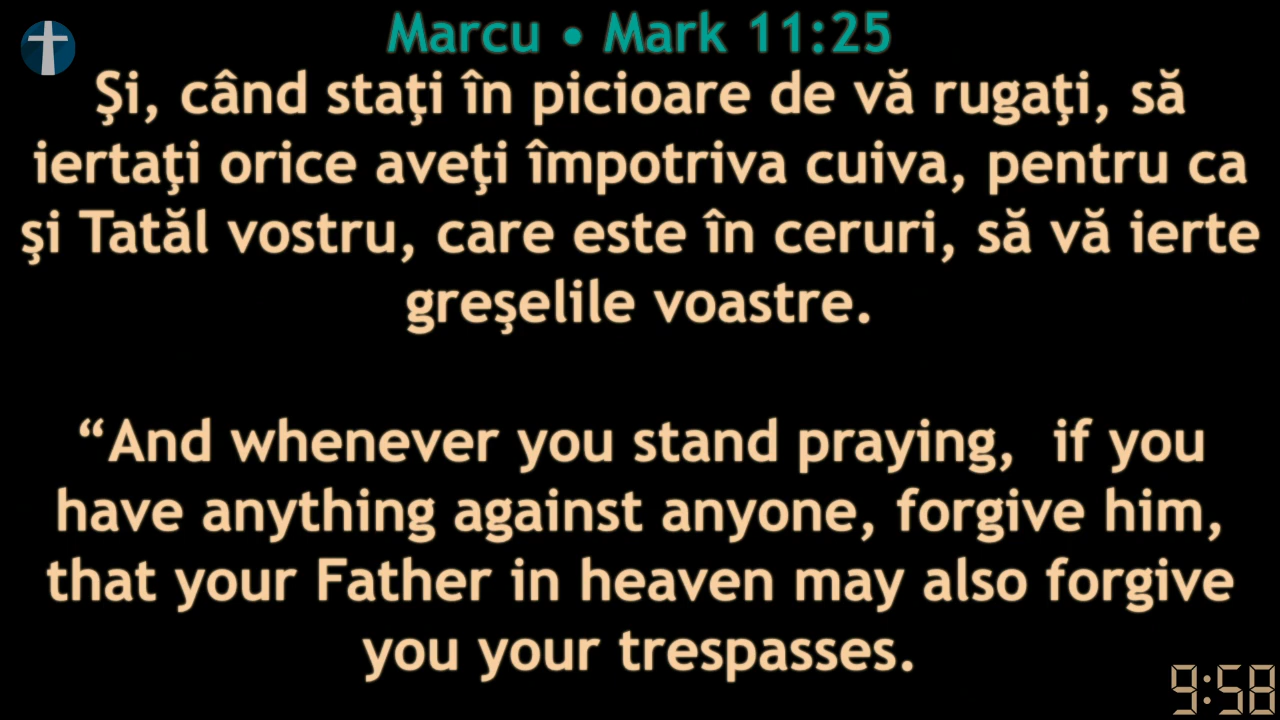 Marcu • Mark 11:25
Şi, când staţi în picioare de vă rugaţi, să
iertaţi orice aveţi împotriva cuiva, pentru ca
şi Tatăl vostru, care este în ceruri, să vă ierte
greşelile voastre.
“And whenever you stand praying,  if you
have anything against anyone, forgive him,
that your Father in heaven may also forgive
you your trespasses.
9:58